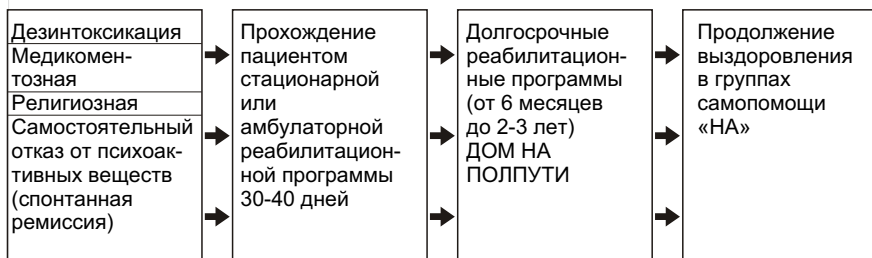 Дезинтоксикация
Медикомен-
тозная
Религиозная
Самостоятельный
отказ от психоак-
тивных веществ
(спонтанная
ремиссия)
Прохождение
пациентом
стационарной
или
амбулаторной
реабилитацион-
ной программы
30-40 дней
Долгосрочные
реабилитацион-
ные программы
(от 6 месяцев
до 2-3 лет)
ДОМ НА
ПОЛПУТИ
Продолжение
выздоровления
в группах
самопомощи
«НА»